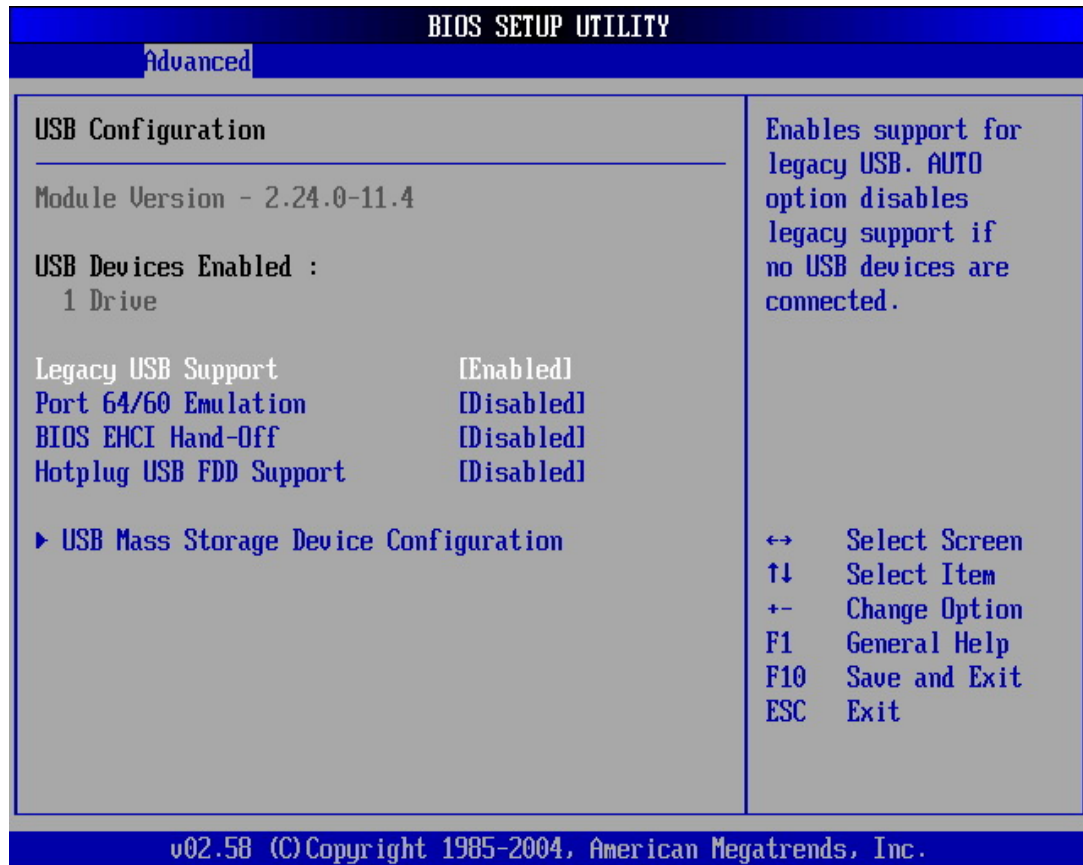 BIOS SETUP UTILITY
Advanced
USB Configuration
Module Version - 2.24.0-11.4
USB Devices Enabled :
1 Drive
Legacy USB Support [Enabled]
Port 64/60 Emulation [Disabled]
BIOS EHCI Hand-Off [Disabled]
Hotplug USB FDD Support [Disabled]
▶ USB Mass Storage Device Configuration
Enables support for
legacy USB. AUTO
option disables
legacy support if
no USB devices are
connected.
↔ Select Screen
↑↓ Select Item
+- Change Option
F1 General Help
F10 Save and Exit
ESC Exit
v02.58 (C)Copyright 1985-2004, American Megatrends, Inc.